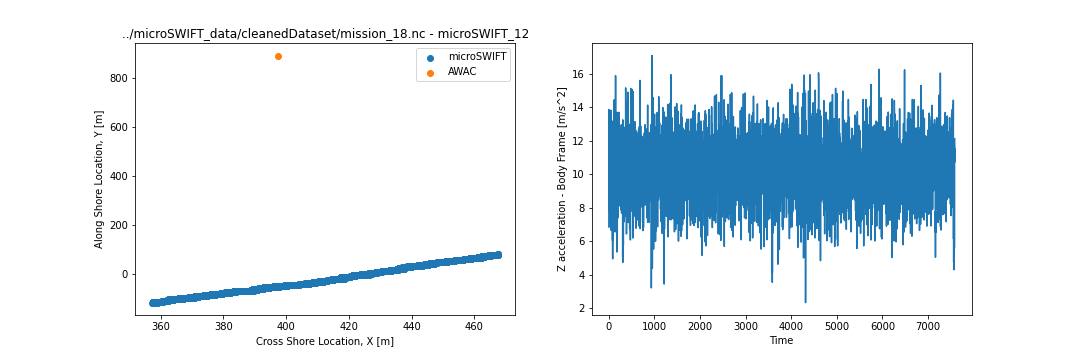 ../microSWIFT_data/cleanedDataset/mission_18.nc - microSWIFT_12
microSWIFT
AWAC
800
600
400
200
0
Along Shore Location, Y [m]
360 380 400 420 440 460
Cross Shore Location, X [m]
16
14
12
10
8
6
4
2
Z acceleration - Body Frame [m/s^2]
0 1000 2000 3000 4000 5000 6000 7000
Time